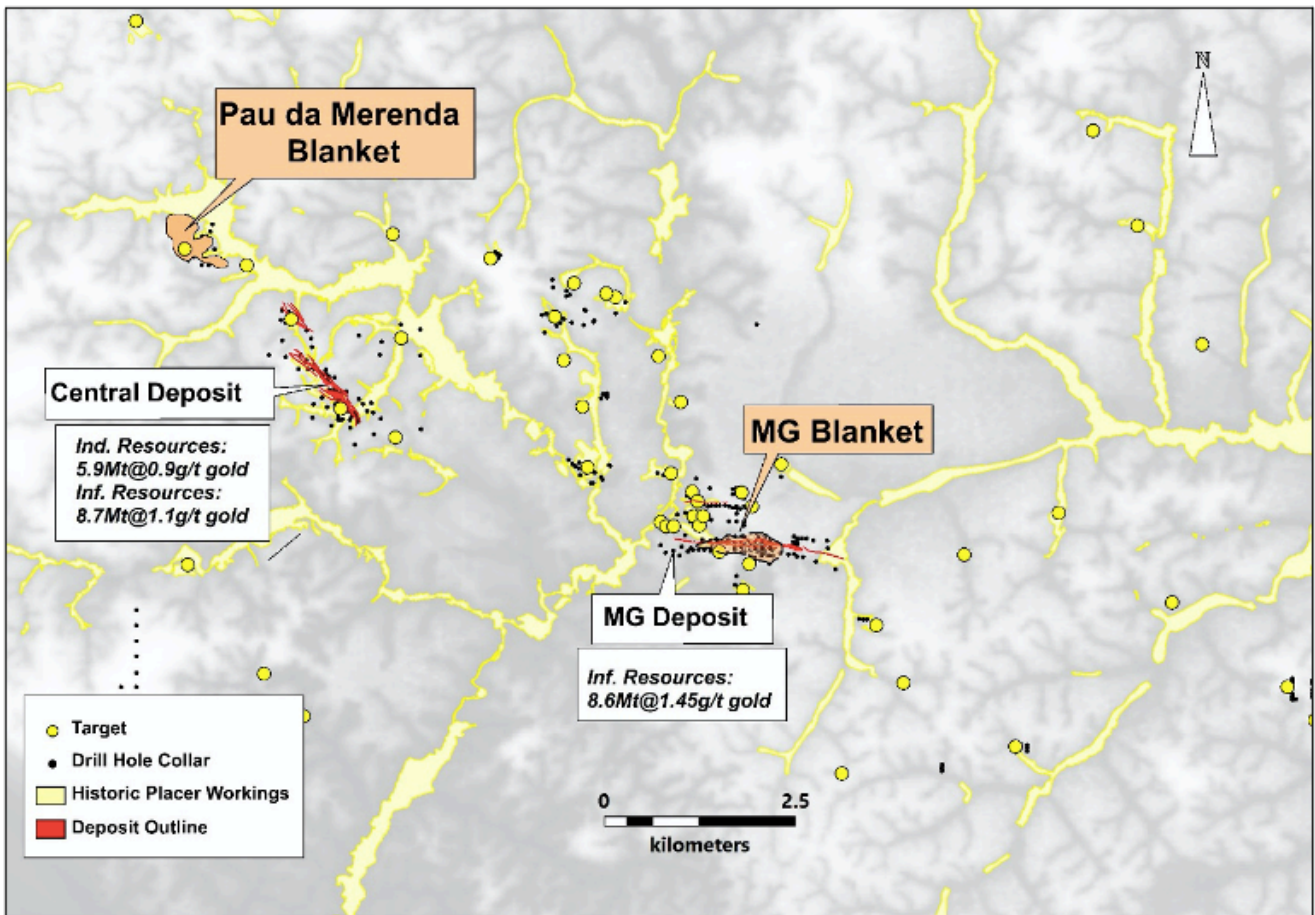 N
Pau da Merenda
Blanket
Central Deposit
Ind. Resources:
5.9Mt@0.9g/t gold
Inf. Resources:
8.7Mt@1.1g/t gold
MG Blanket
MG Deposit
Inf. Resources:
8.6Mt@1.45g/t gold
Target
Drill Hole Collar
Historic Placer Workings
Deposit Outline
0 2.5
kilometers